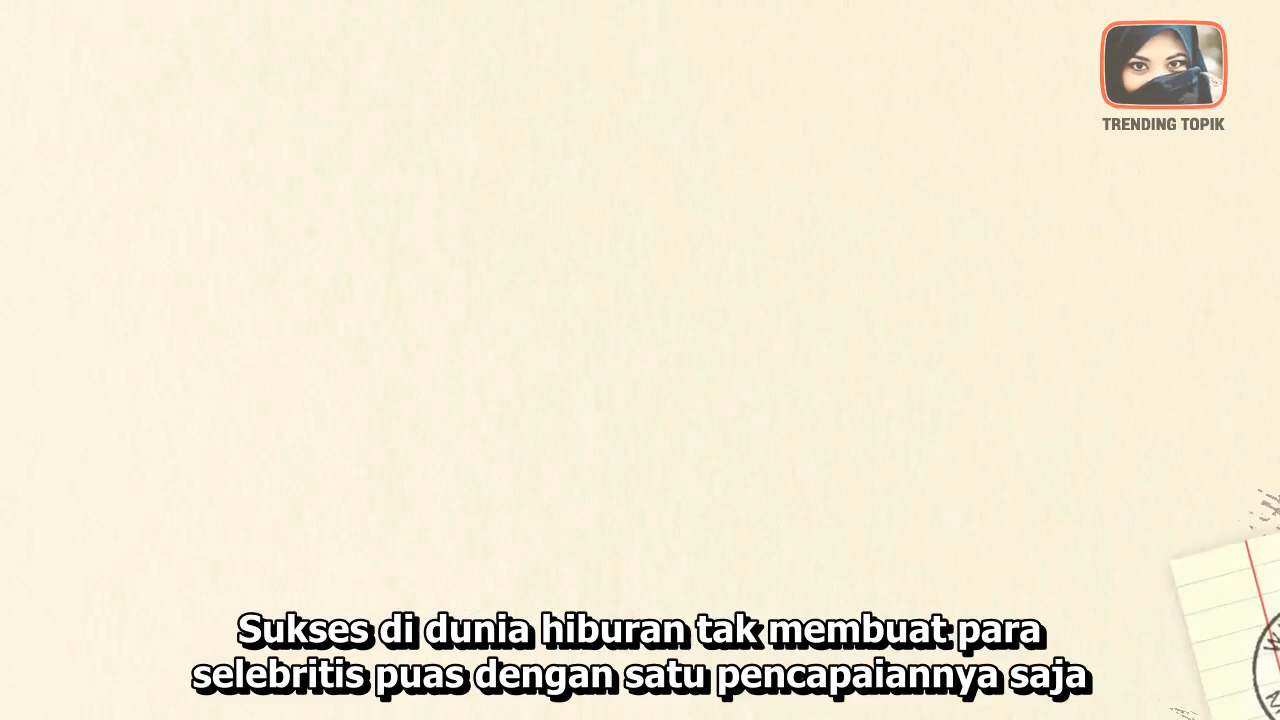 TRENDING TOPIK
Sukses di dunia hiburan tak membuat para
selebritis puas dengan satu pencapaiannya saja